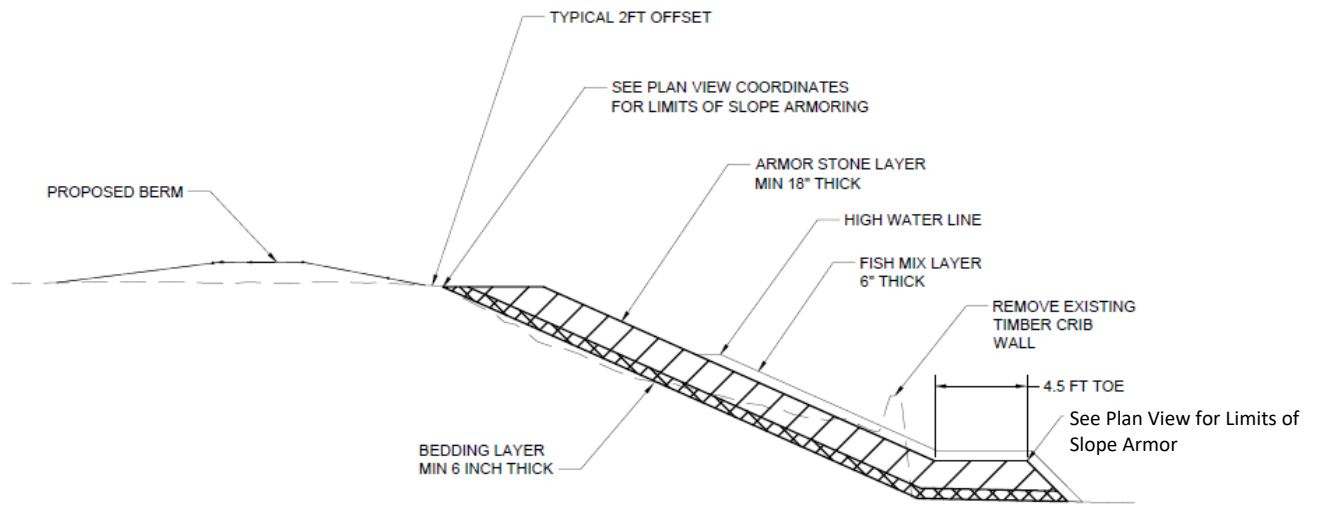 TYPICAL 2FT OFFSET
SEE PLAN VIEW COORDINATES
FOR LIMITS OF SLOPE ARMORING
ARMOR STONE LAYER
MIN 18" THICK
PROPOSED BERM
HIGH WATER LINE
FISH MIX LAYER
6" THICK
REMOVE EXISTING
TIMBER CRIB
WALL
4.5 FT TOE
See Plan View for Limits of
Slope Armor
BEDDING LAYER
MIN 6 INCH THICK